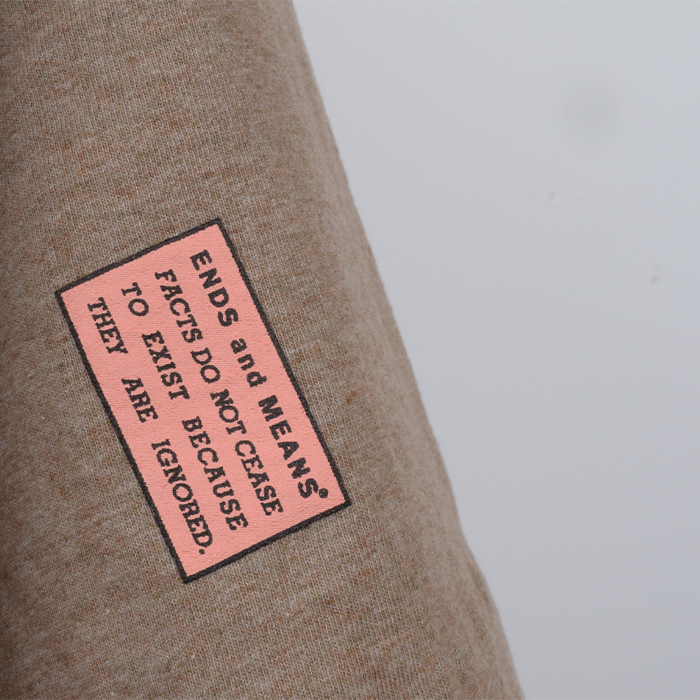 ENDS and MEANS®
FACTS DO NOT CEASE
TO EXIST BECAUSE
THEY ARE IGNORED.